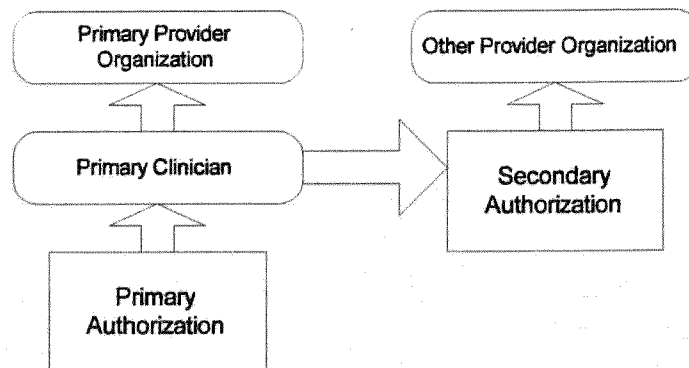 Primary Provider
Organization
Other Provider Organization
Primary Clinician
Secondary
Authorization
Primary
Authorization